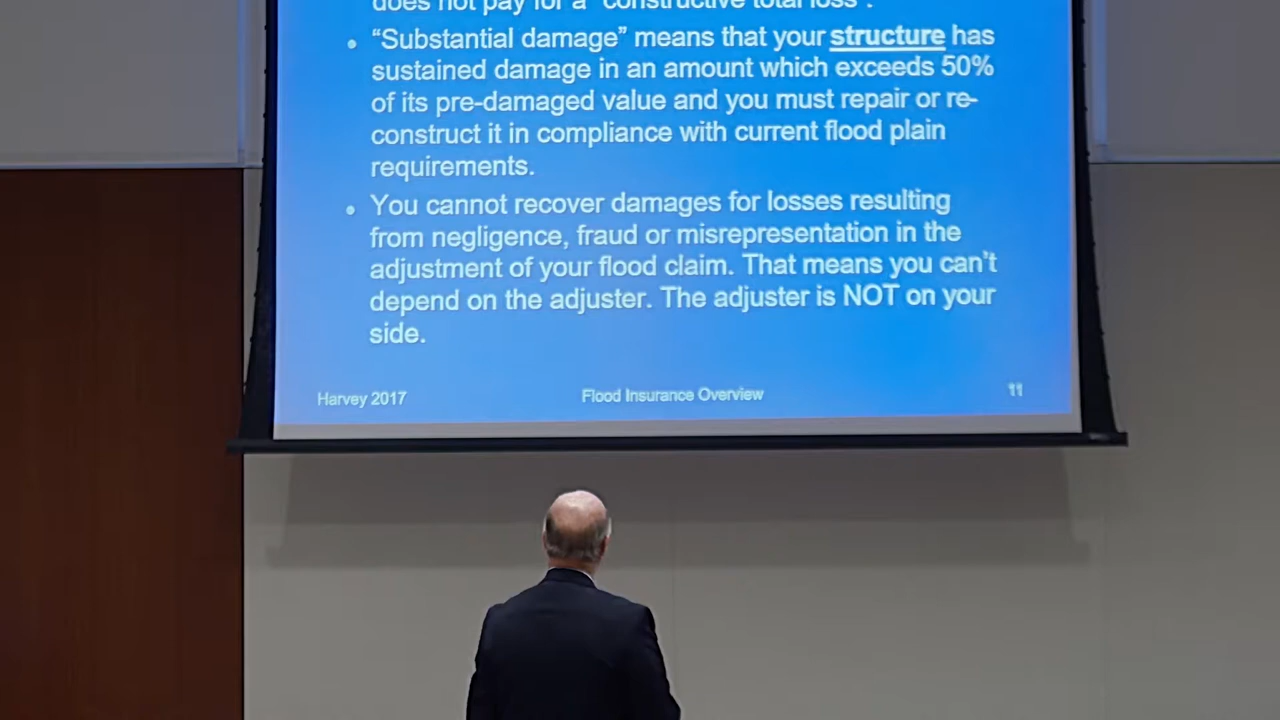 does not pay for a "constructive total loss".
• "Substantial damage" means that your structure has
sustained damage in an amount which exceeds 50%
of its pre-damaged value and you must repair or re-
construct it in compliance with current flood plain
requirements.
• You cannot recover damages for losses resulting
from negligence, fraud or misrepresentation in the
adjustment of your flood claim. That means you can't
depend on the adjuster. The adjuster is NOT on your
side.
Harvey 2017 Flood Insurance Overview 11